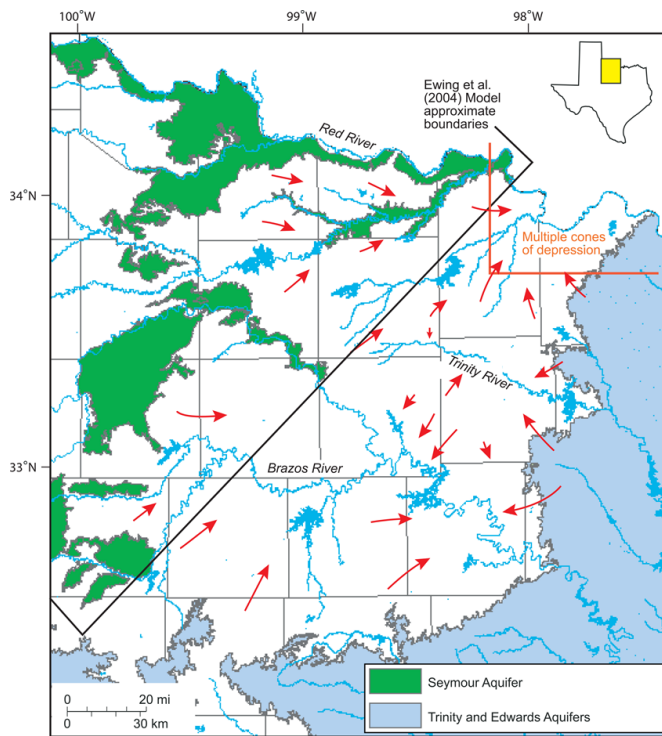 100°W
99°W
98°W
Ewing et al.
(2004) Model
approximate
boundaries
Red River
34°N
Multiple cones
of depression
Trinity River
33°N
Brazos River
0 20 mi
0 30 km
Seymour Aquifer
Trinity and Edwards Aquifers